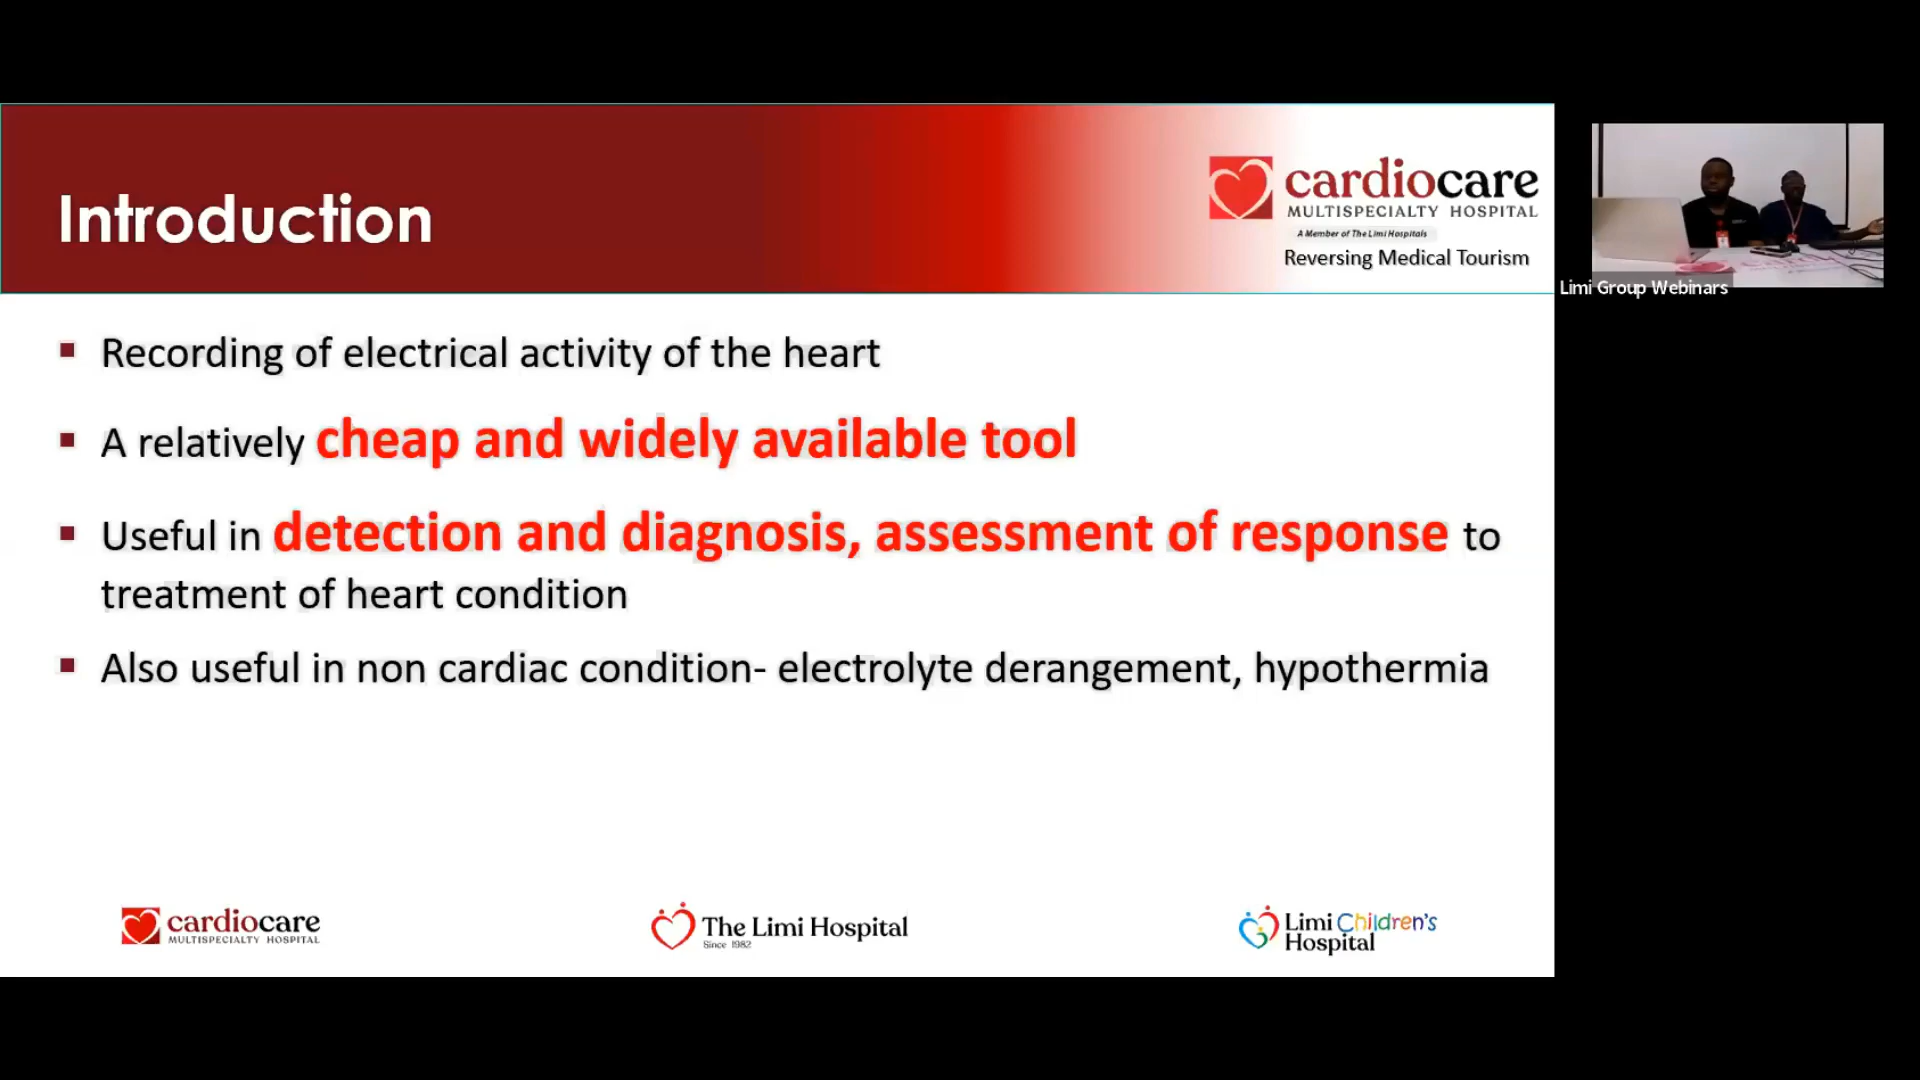 Introduction
cardiocare
MULTISPECIALTY HOSPITAL
A Member of The Limi Hospitals
Reversing Medical Tourism
Limi Group Webinars
Recording of electrical activity of the heart
A relatively cheap and widely available tool
Useful in detection and diagnosis, assessment of response to
treatment of heart condition
Also useful in non cardiac condition- electrolyte derangement, hypothermia
cardiocare
MULTISPECIALTY HOSPITAL
The Limi Hospital
Since 1982
Limi Children's
Hospital